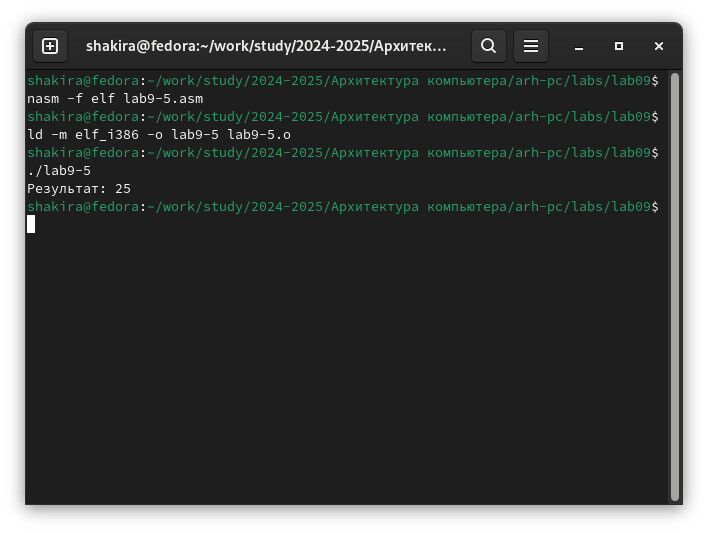 shakira@fedora:~/work/study/2024-2025/Архитек...
shakira@fedora:~/work/study/2024-2025/Архитектура компьютера/arh-pc/labs/lab09$
nasm -f elf lab9-5.asm
shakira@fedora:~/work/study/2024-2025/Архитектура компьютера/arh-pc/labs/lab09$
ld -m elf_i386 -o lab9-5 lab9-5.o
shakira@fedora:~/work/study/2024-2025/Архитектура компьютера/arh-pc/labs/lab09$
./lab9-5
Результат: 25
shakira@fedora:~/work/study/2024-2025/Архитектура компьютера/arh-pc/labs/lab09$